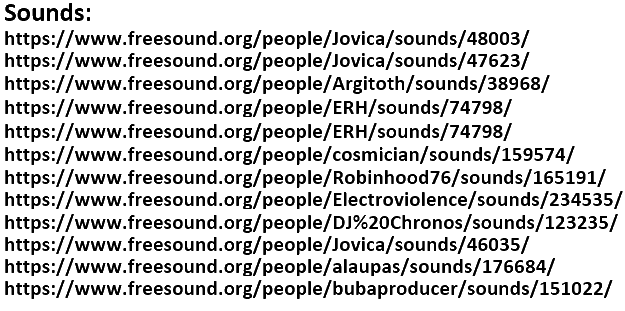 Sounds:
https://www.freesound.org/people/Jovica/sounds/48003/
https://www.freesound.org/people/Jovica/sounds/47623/
https://www.freesound.org/people/Argitoth/sounds/38968/
https://www.freesound.org/people/ERH/sounds/74798/
https://www.freesound.org/people/ERH/sounds/74798/
https://www.freesound.org/people/cosmician/sounds/159574/
https://www.freesound.org/people/Robinhood76/sounds/165191/
https://www.freesound.org/people/Electroviolence/sounds/234535/
https://www.freesound.org/people/DJ%20Chronos/sounds/123235/
https://www.freesound.org/people/Jovica/sounds/46035/
https://www.freesound.org/people/alaupas/sounds/176684/
https://www.freesound.org/people/bubaproducer/sounds/151022/